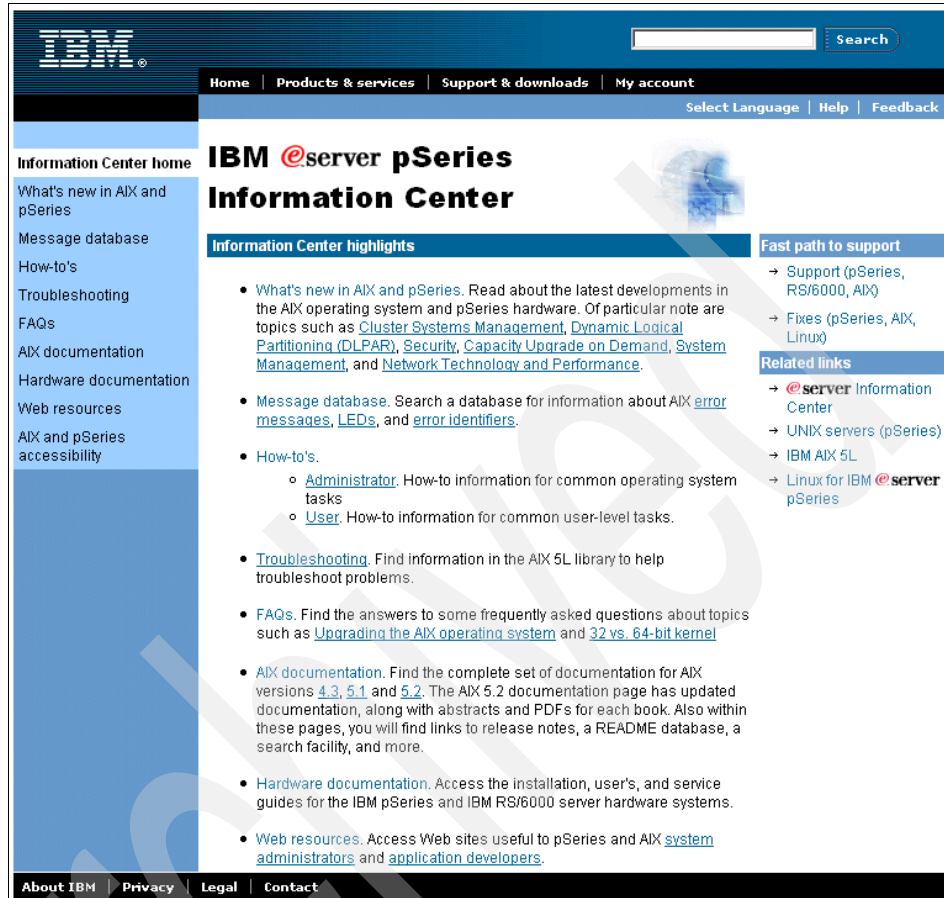 IBM®
Search
Home | Products & services | Support & downloads | My account
Select Language | Help | Feedback
Information Center home
What's new in AIX and
pSeries
Message database
How-to's
Troubleshooting
FAQs
AIX documentation
Hardware documentation
Web resources
AIX and pSeries
accessibility
IBM @server pSeries
Information Center
Information Center highlights
• What's new in AIX and pSeries. Read about the latest developments in
the AIX operating system and pSeries hardware. Of particular note are
topics such as Cluster Systems Management, Dynamic Logical
Partitioning (DLPAR), Security, Capacity Upgrade on Demand, System
Management, and Network Technology and Performance.
• Message database. Search a database for information about AIX error
messages, LEDs, and error identifiers.
• How-to's.
○ Administrator. How-to information for common operating system
tasks
○ User. How-to information for common user-level tasks.
• Troubleshooting. Find information in the AIX 5L library to help
troubleshoot problems.
• FAQs. Find the answers to some frequently asked questions about topics
such as Upgrading the AIX operating system and 32 vs. 64-bit kernel
• AIX documentation. Find the complete set of documentation for AIX
versions 4.3, 5.1 and 5.2. The AIX 5.2 documentation page has updated
documentation, along with abstracts and PDFs for each book. Also within
these pages, you will find links to release notes, a README database, a
search facility, and more.
• Hardware documentation. Access the installation, user's, and service
guides for the IBM pSeries and IBM RS/6000 server hardware systems.
• Web resources. Access Web sites useful to pSeries and AIX system
administrators and application developers.
Fast path to support
→ Support (pSeries,
RS/6000, AIX)
→ Fixes (pSeries, AIX,
Linux)
Related links
→ @server Information
Center
→ UNIX servers (pSeries)
→ IBM AIX 5L
→ Linux for IBM @server
pSeries
About IBM | Privacy | Legal | Contact